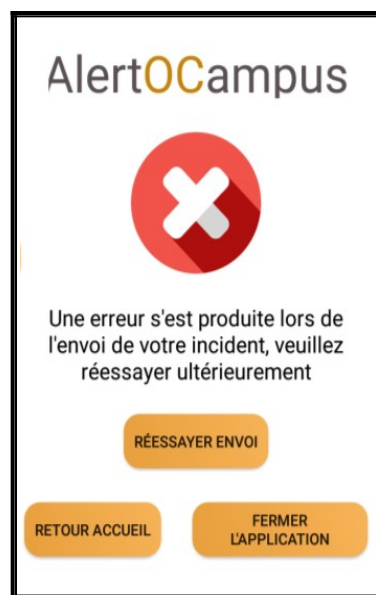 AlertOCampus
Une erreur s'est produite lors de
l'envoi de votre incident, veuillez
réessayer ultérieurement
RÉESSAYER ENVOI
RETOUR ACCUEIL
FERMER
L'APPLICATION